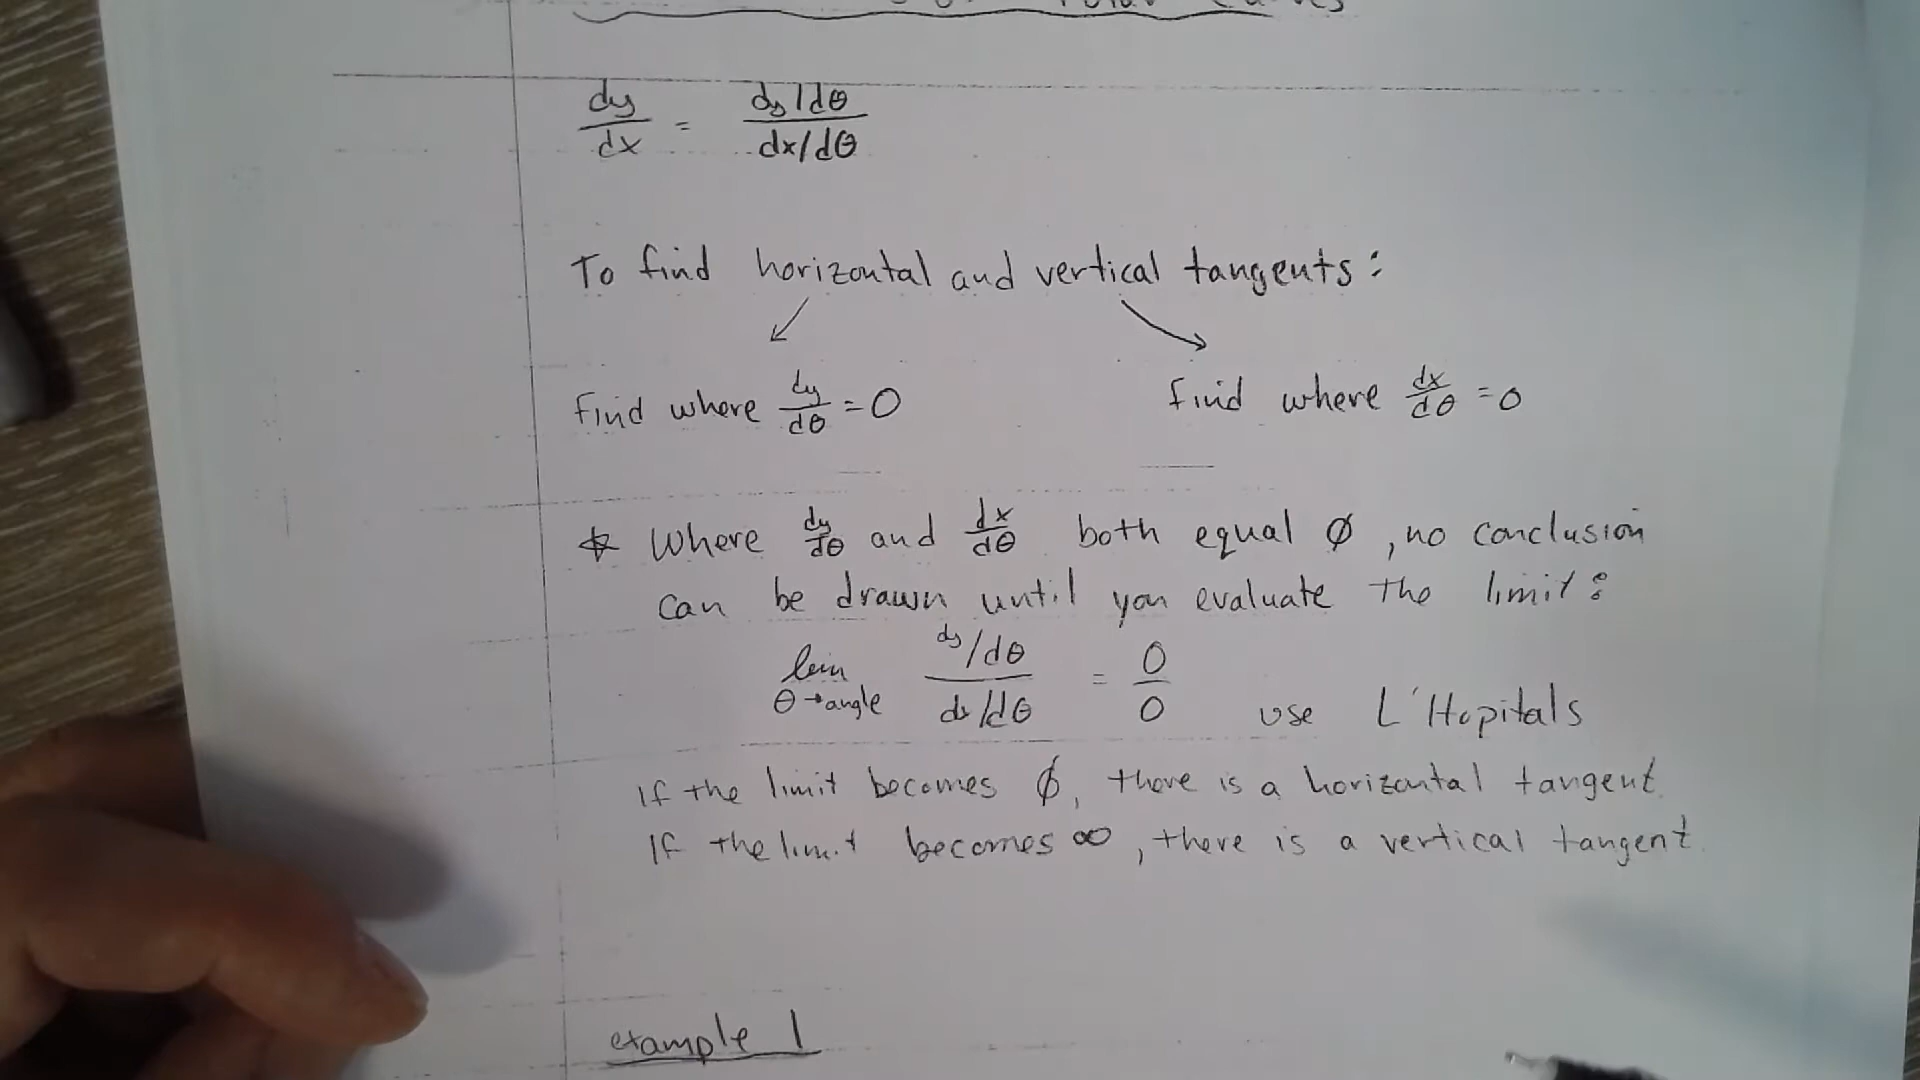 dy/dx = (dy/dθ)/(dx/dθ)
To find horizontal and vertical tangents:
Find where dy/dθ = 0 find where dx/dθ = 0
☆ Where dy/dθ and dx/dθ both equal ∅, no conclusion
can be drawn until you evaluate the limit:
lim θ→angle (dy/dθ)/(dx/dθ) = 0/0 use L'Hopitals
If the limit becomes ∅, there is a horizontal tangent.
If the limit becomes ∞, there is a vertical tangent.
example 1